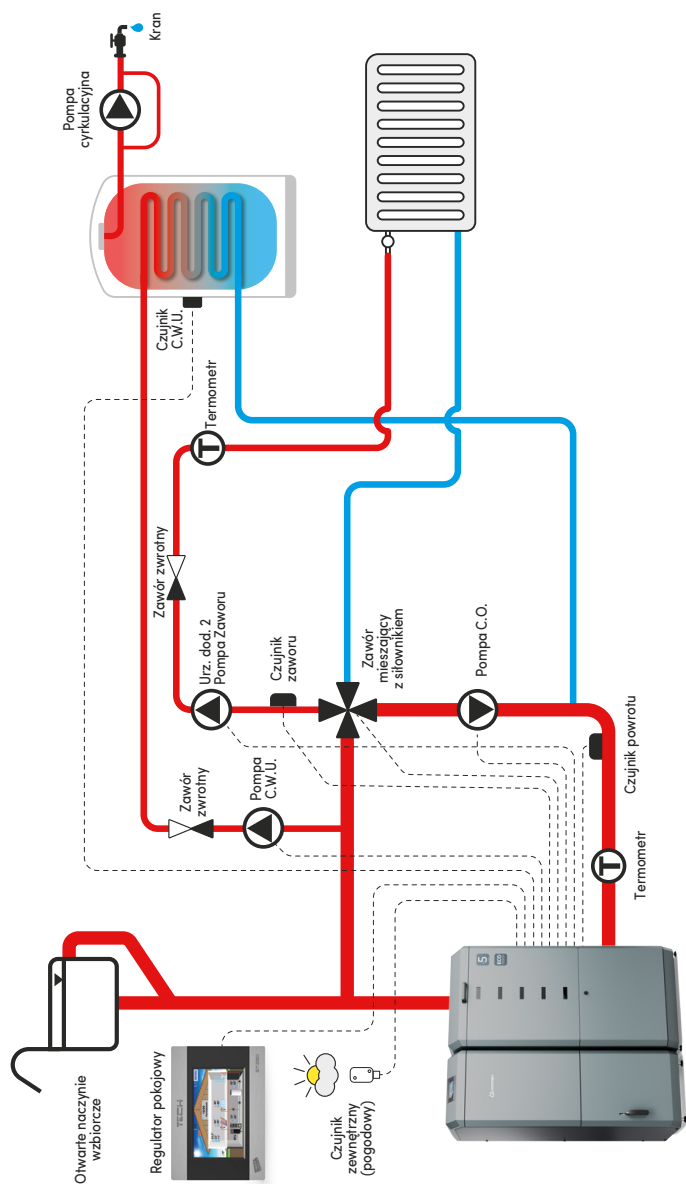 Otwarte naczynie
wzbiorcze
Regulator pokojowy
TECH
Czujnik
zewnętrzny
(pogodowy)
Zawór
zwrotny
Pompa
C.W.U.
Urz. dod. 2
Pompa Zaworu
Zawór zwrotny
T
Termometr
Czujnik
C.W.U.
Pompa
cyrkulacyjna
Kran
Czujnik
zaworu
Zawór
mieszający
z siłownikiem
Pompa C.O.
Czujnik powrotu
T
Termometr
S
ECO